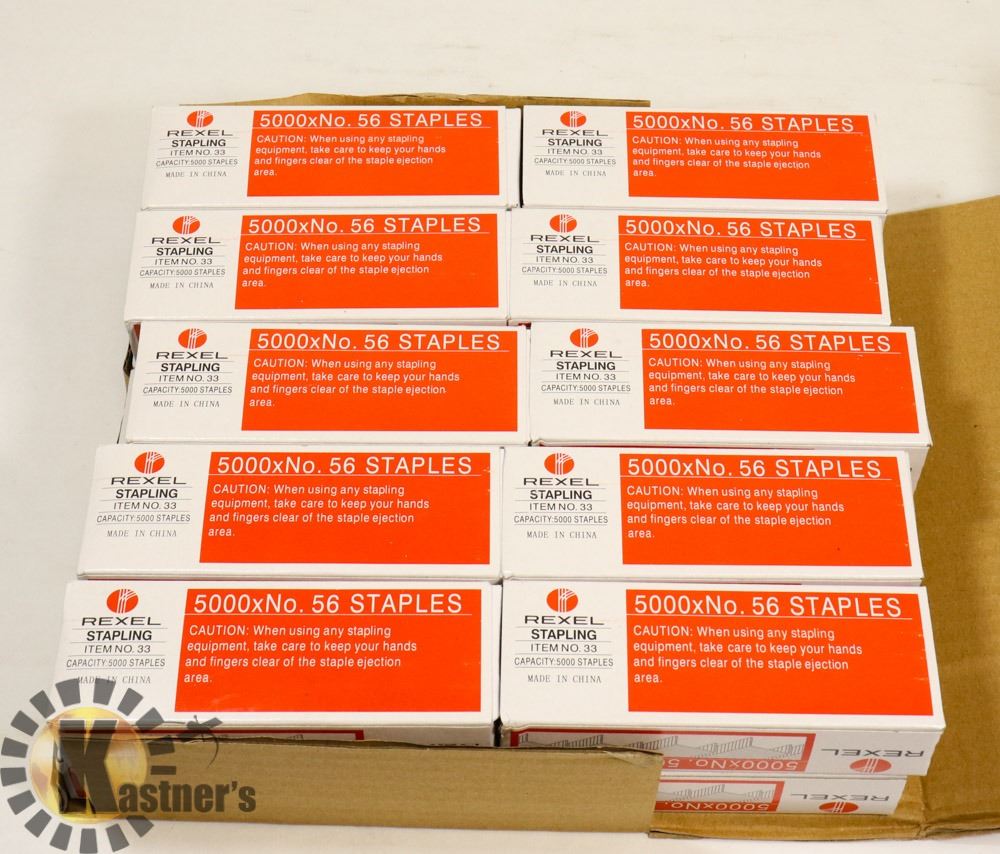 REXEL
STAPLING
ITEM NO. 33
CAPACITY:5000 STAPLES
MADE IN CHINA
5000xNo. 56 STAPLES
CAUTION: When using any stapling
equipment, take care to keep your hands
and fingers clear of the staple ejection
area.
REXEL
STAPLING
ITEM NO. 33
CAPACITY:5000 STAPLES
MADE IN CHINA
5000xNo. 56 STAPLES
CAUTION: When using any stapling
equipment, take care to keep your hands
and fingers clear of the staple ejection
area.
REXEL
STAPLING
ITEM NO. 33
CAPACITY:5000 STAPLES
MADE IN CHINA
5000xNo. 56 STAPLES
CAUTION: When using any stapling
equipment, take care to keep your hands
and fingers clear of the staple ejection
area.
REXEL
STAPLING
ITEM NO. 33
CAPACITY:5000 STAPLES
MADE IN CHINA
5000xNo. 56 STAPLES
CAUTION: When using any stapling
equipment, take care to keep your hands
and fingers clear of the staple ejection
area.
REXEL
STAPLING
ITEM NO. 33
CAPACITY:5000 STAPLES
MADE IN CHINA
5000xNo. 56 STAPLES
CAUTION: When using any stapling
equipment, take care to keep your hands
and fingers clear of the staple ejection
area.
REXEL
STAPLING
ITEM NO. 33
CAPACITY:5000 STAPLES
MADE IN CHINA
5000xNo. 56 STAPLES
CAUTION: When using any stapling
equipment, take care to keep your hands
and fingers clear of the staple ejection
area.
REXEL
STAPLING
ITEM NO. 33
CAPACITY:5000 STAPLES
MADE IN CHINA
5000xNo. 56 STAPLES
CAUTION: When using any stapling
equipment, take care to keep your hands
and fingers clear of the staple ejection
area.
REXEL
STAPLING
ITEM NO. 33
CAPACITY:5000 STAPLES
MADE IN CHINA
5000xNo. 56 STAPLES
CAUTION: When using any stapling
equipment, take care to keep your hands
and fingers clear of the staple ejection
area.
REXEL
STAPLING
ITEM NO. 33
CAPACITY:5000 STAPLES
MADE IN CHINA
5000xNo. 56 STAPLES
CAUTION: When using any stapling
equipment, take care to keep your hands
and fingers clear of the staple ejection
area.
REXEL
STAPLING
ITEM NO. 33
CAPACITY:5000 STAPLES
MADE IN CHINA
5000xNo. 56 STAPLES
CAUTION: When using any stapling
equipment, take care to keep your hands
and fingers clear of the staple ejection
area.
REXEL
5000xNo. 56
REXEL
5000xNo.
Kastner's